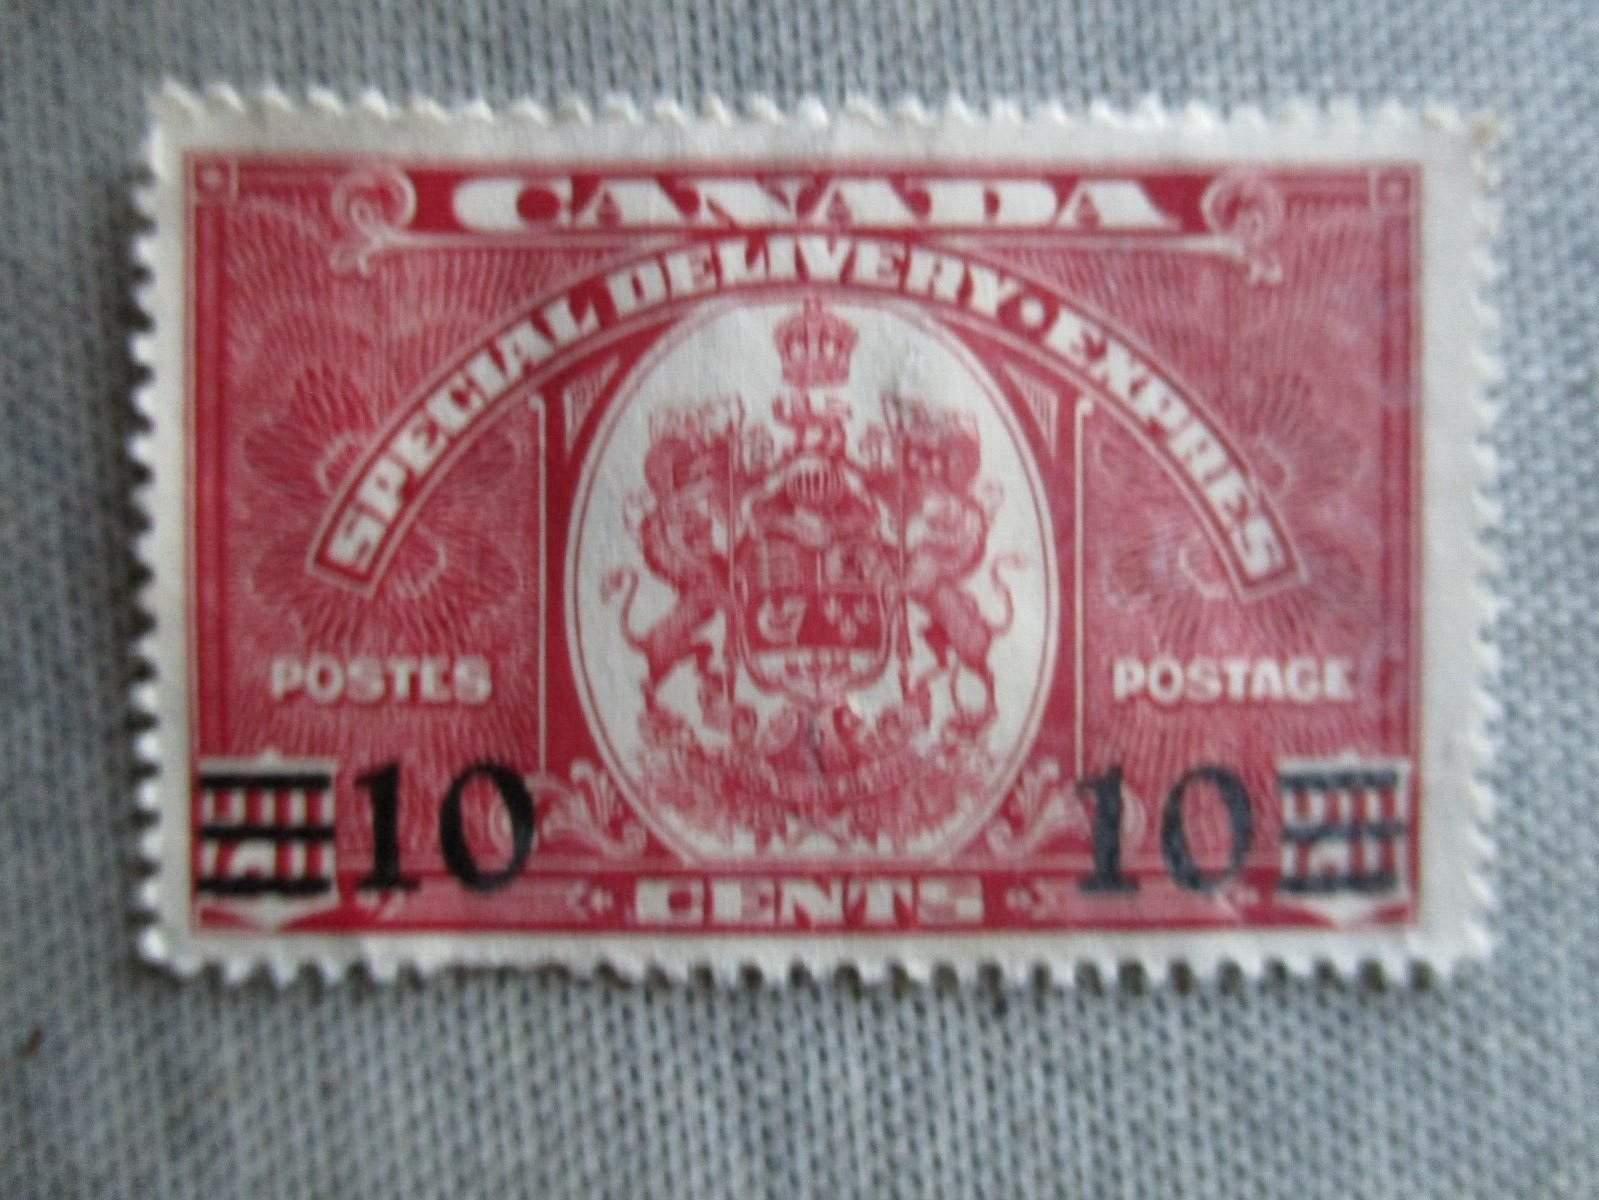 CANADA
SPECIAL DELIVERY · EXPRES
POSTES POSTAGE
10 10
CENTS